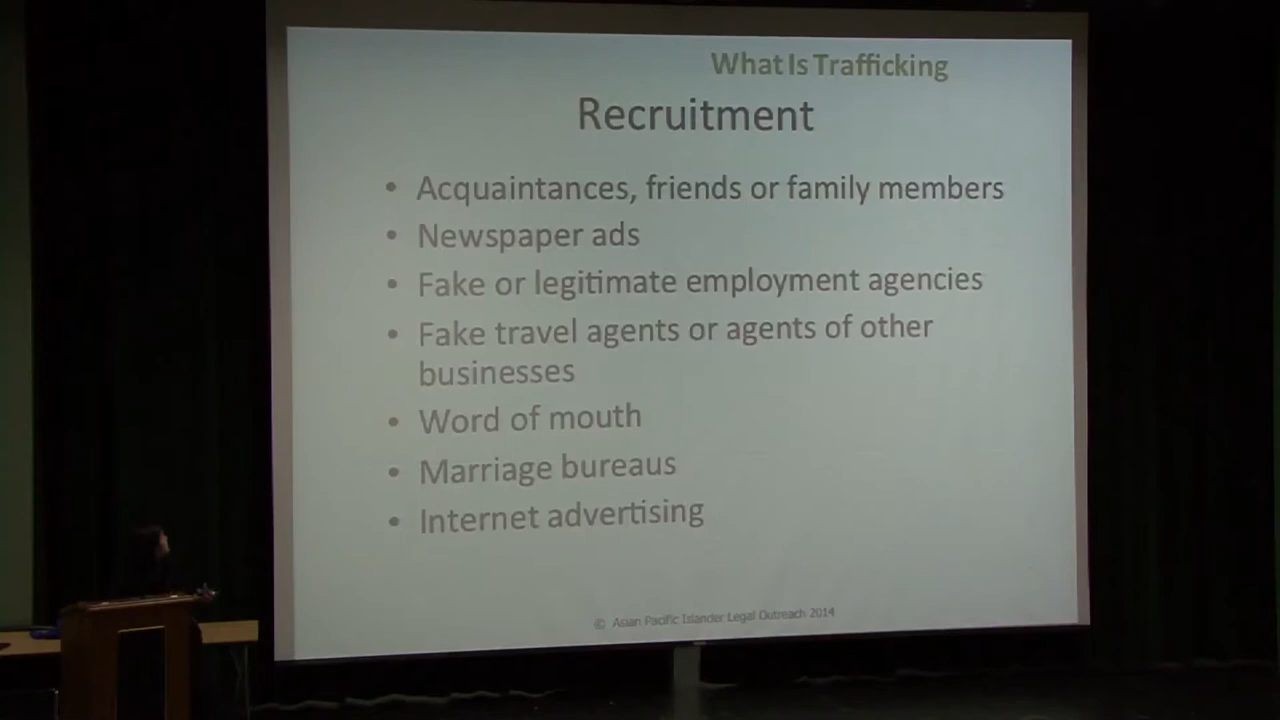 What Is Trafficking
Recruitment
• Acquaintances, friends or family members
• Newspaper ads
• Fake or legitimate employment agencies
• Fake travel agents or agents of other
businesses
• Word of mouth
• Marriage bureaus
• Internet advertising
© Asian Pacific Islander Legal Outreach 2014